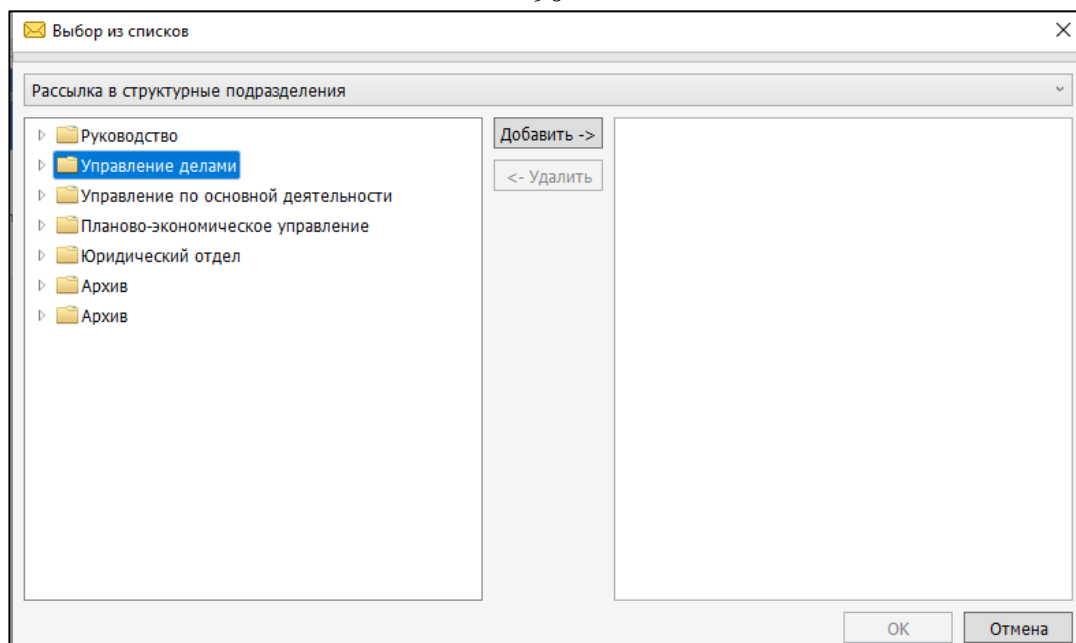 Выбор из списков
Рассылка в структурные подразделения
Руководство
Управление делами
Управление по основной деятельности
Планово-экономическое управление
Юридический отдел
Архив
Архив
Добавить ->
<- Удалить
OK
Отмена